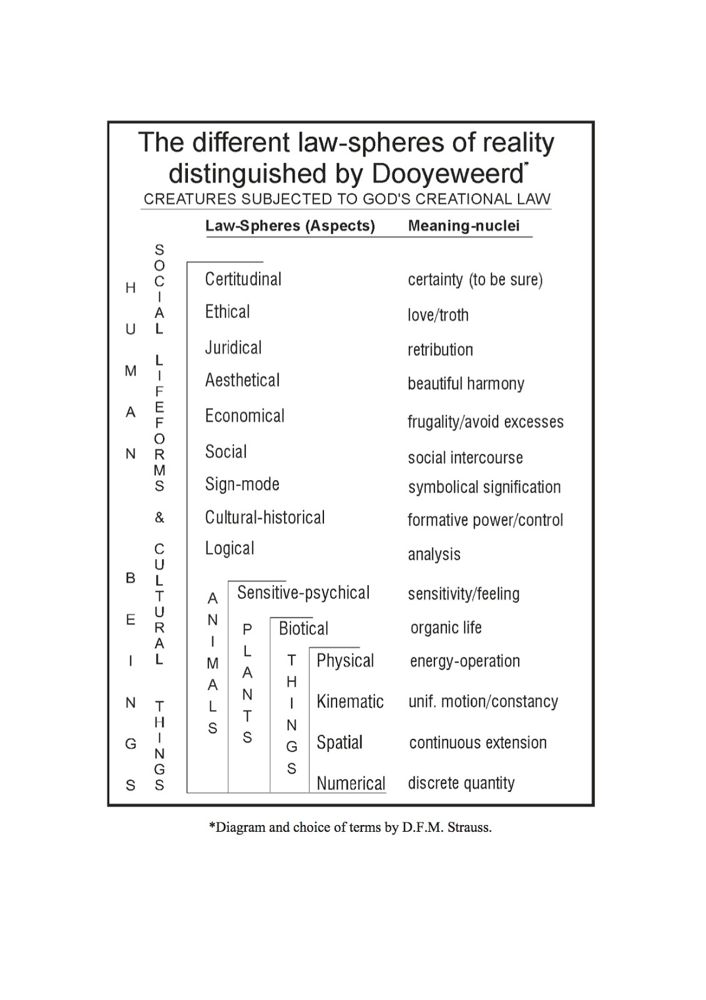 The different law-spheres of reality
distinguished by Dooyeweerd*
CREATURES SUBJECTED TO GOD'S CREATIONAL LAW
Law-Spheres (Aspects) Meaning-nuclei
HUMAN BEINGS
SOCIAL LIFEFORMS & CULTURAL THINGS
Certitudinal certainty (to be sure)
Ethical love/troth
Juridical retribution
Aesthetical beautiful harmony
Economical frugality/avoid excesses
Social social intercourse
Sign-mode symbolical signification
Cultural-historical formative power/control
Logical analysis
ANIMALS
Sensitive-psychical sensitivity/feeling
PLANTS
Biotical organic life
THINGS
Physical energy-operation
Kinematic unif. motion/constancy
Spatial continuous extension
Numerical discrete quantity
*Diagram and choice of terms by D.F.M. Strauss.